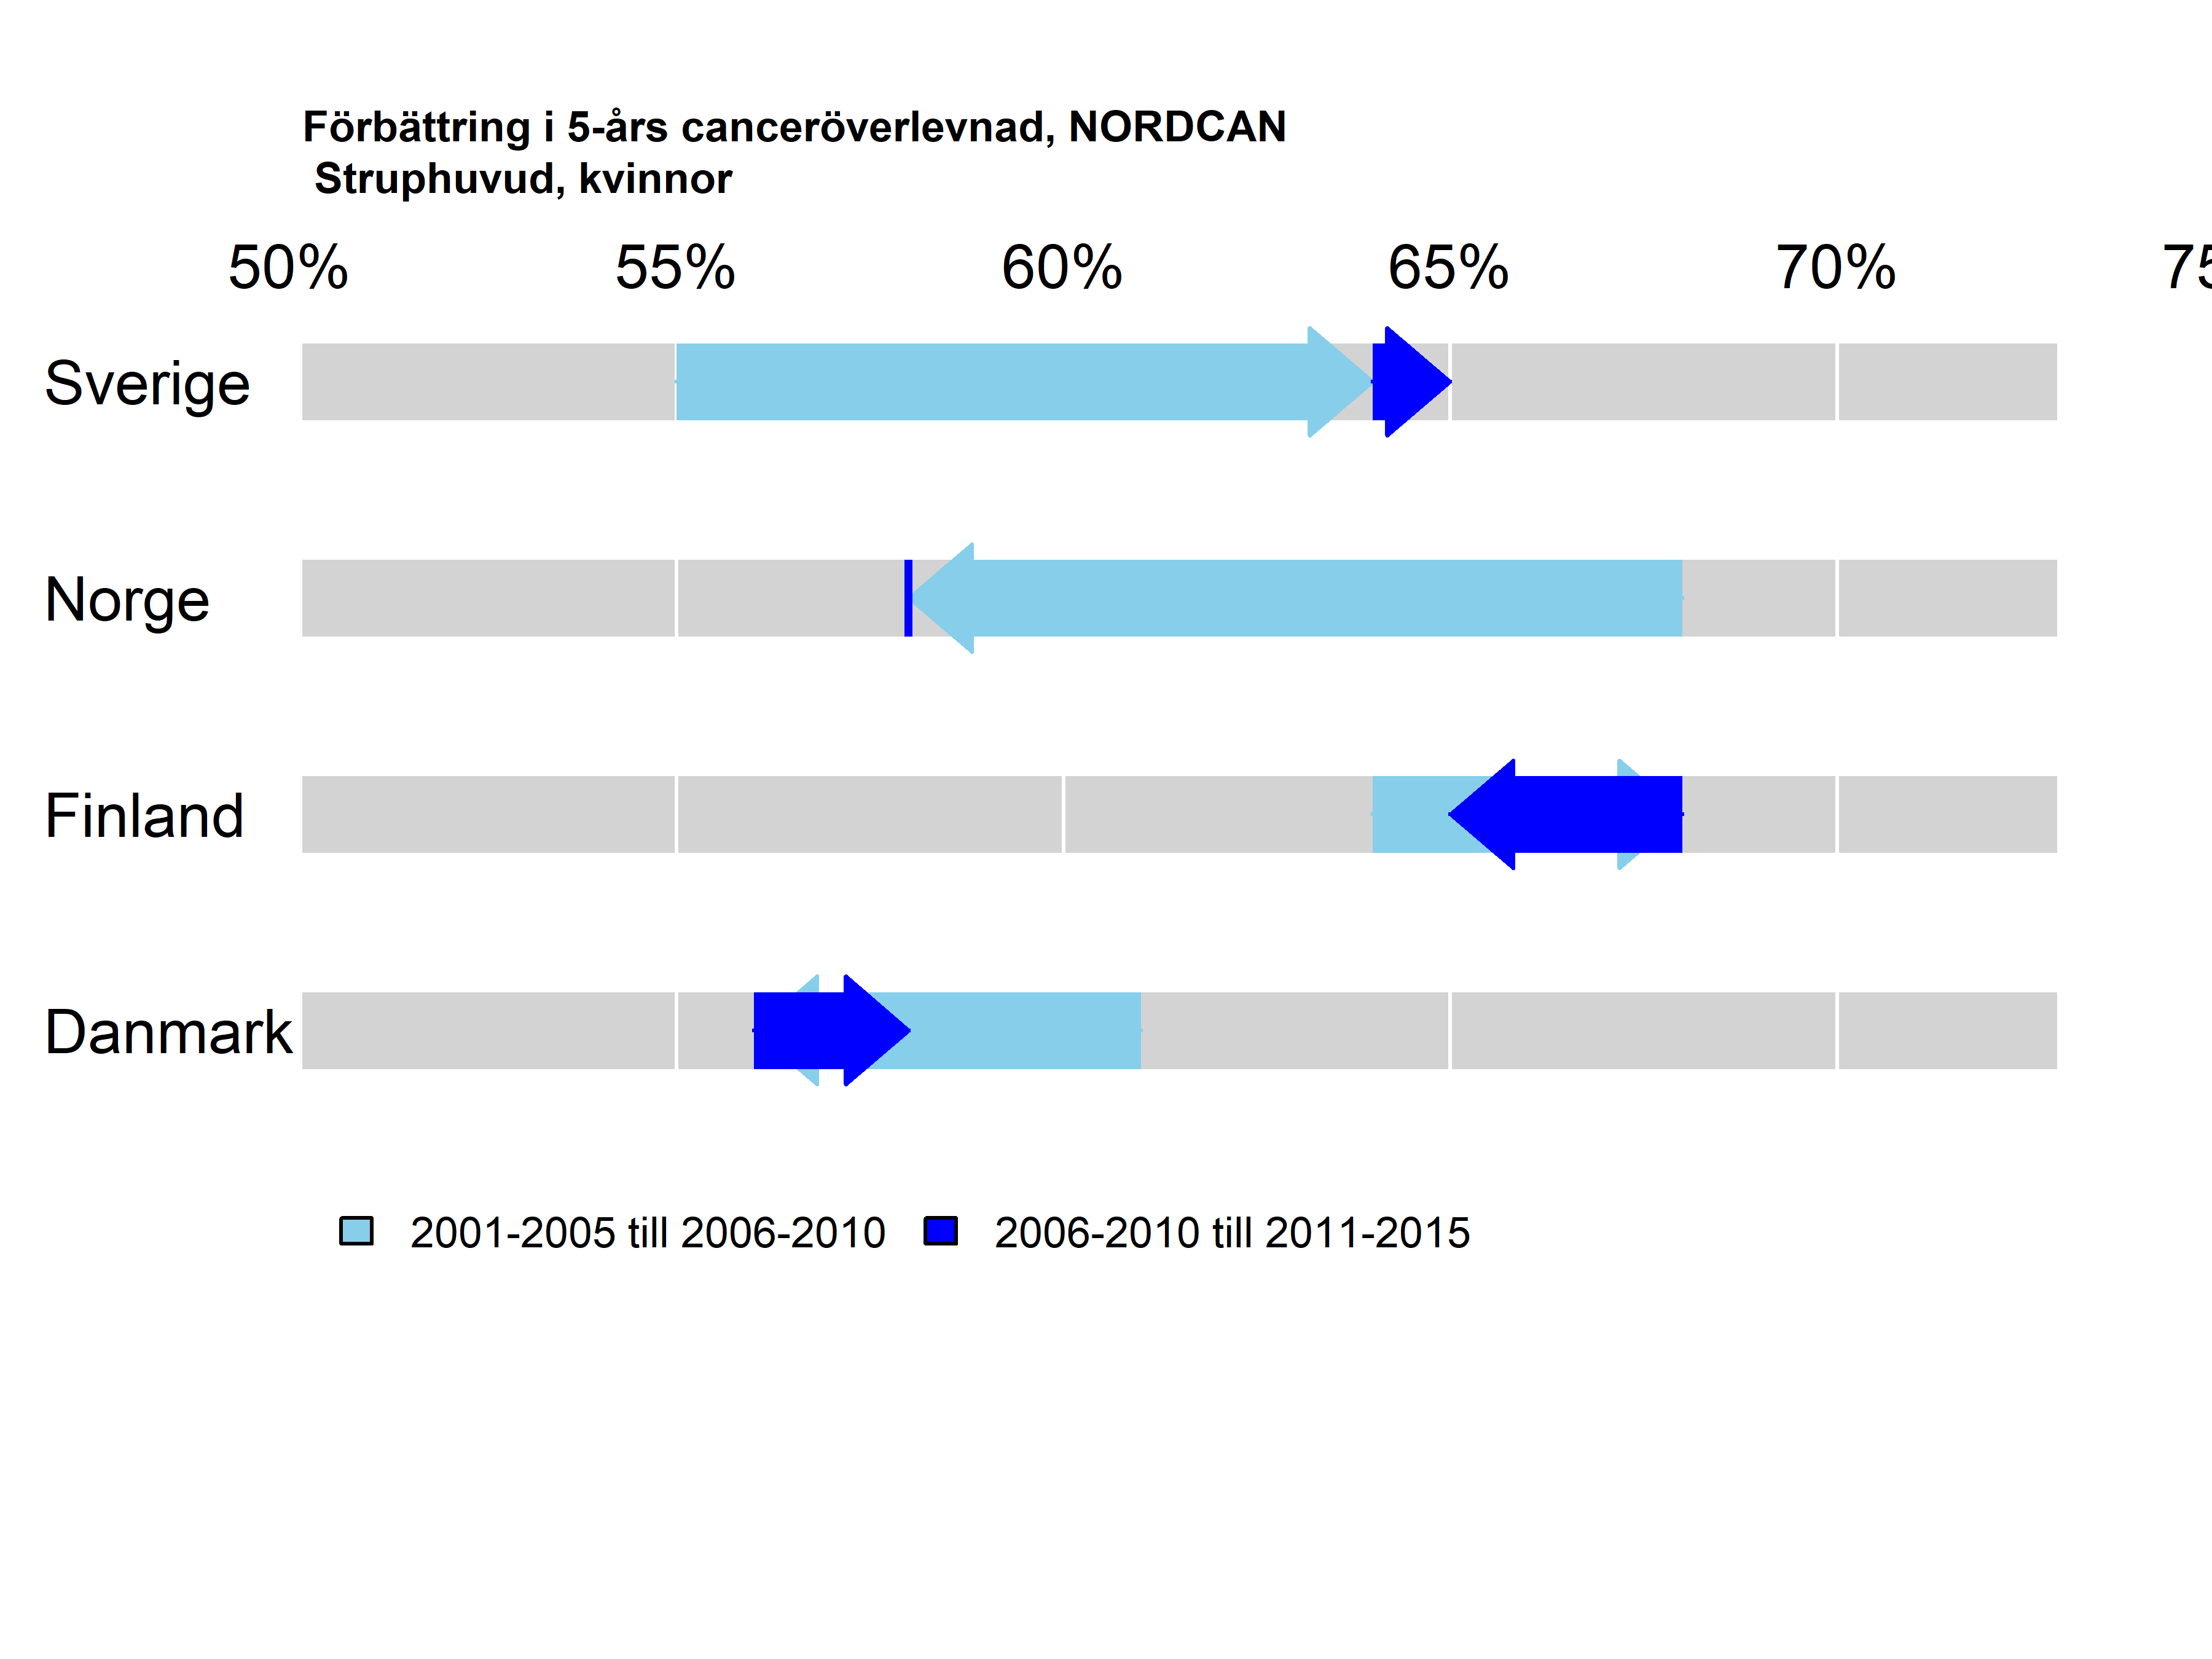 Förbättring i 5-års canceröverlevnad, NORDCAN
Struphuvud, kvinnor
50% 55% 60% 65% 70% 75
Sverige
Norge
Finland
Danmark
2001-2005 till 2006-2010 2006-2010 till 2011-2015